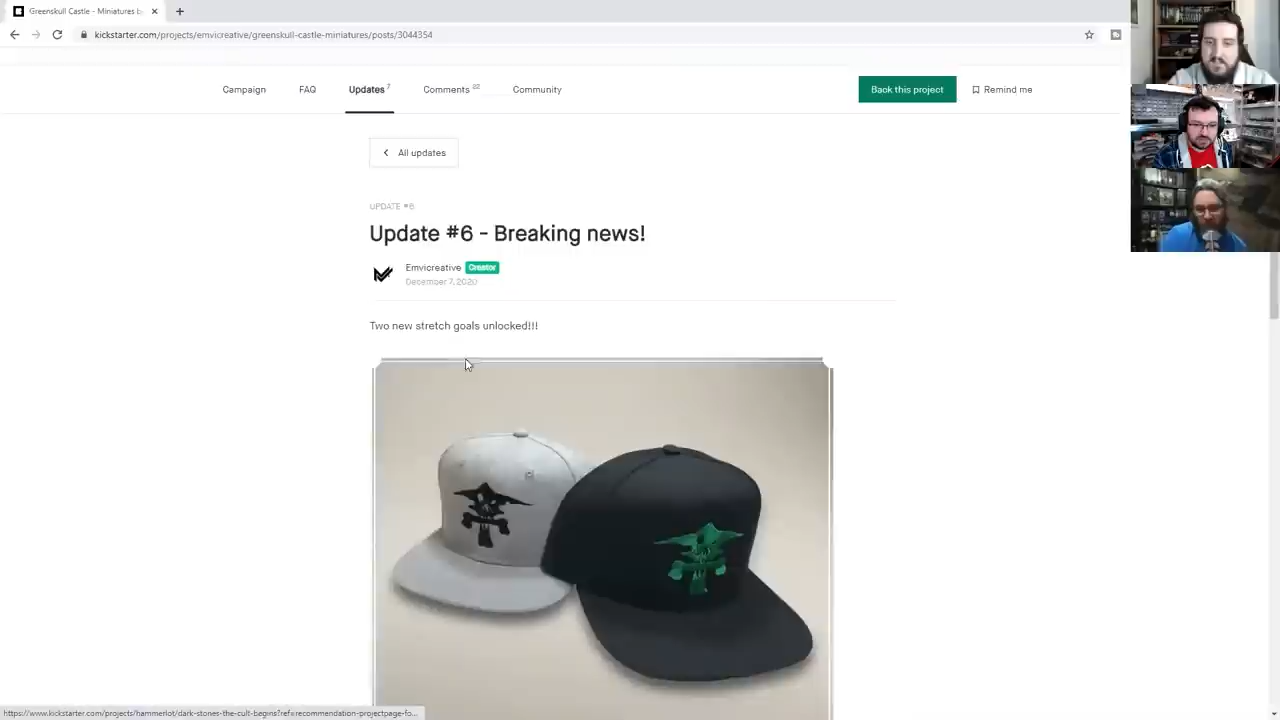 Greenskull Castle - Miniatures b
kickstarter.com/projects/emvicreative/greenskull-castle-miniatures/posts/3044354
Campaign
FAQ
Updates 7
Comments 22
Community
Back this project
Remind me
All updates
UPDATE #6
Update #6 - Breaking news!
Emvicreative Creator
December 7, 2020
Two new stretch goals unlocked!!!
https://www.kickstarter.com/projects/hammerlot/dark-stones-the-cult-begins?ref=recommendation-projectpage-fo...